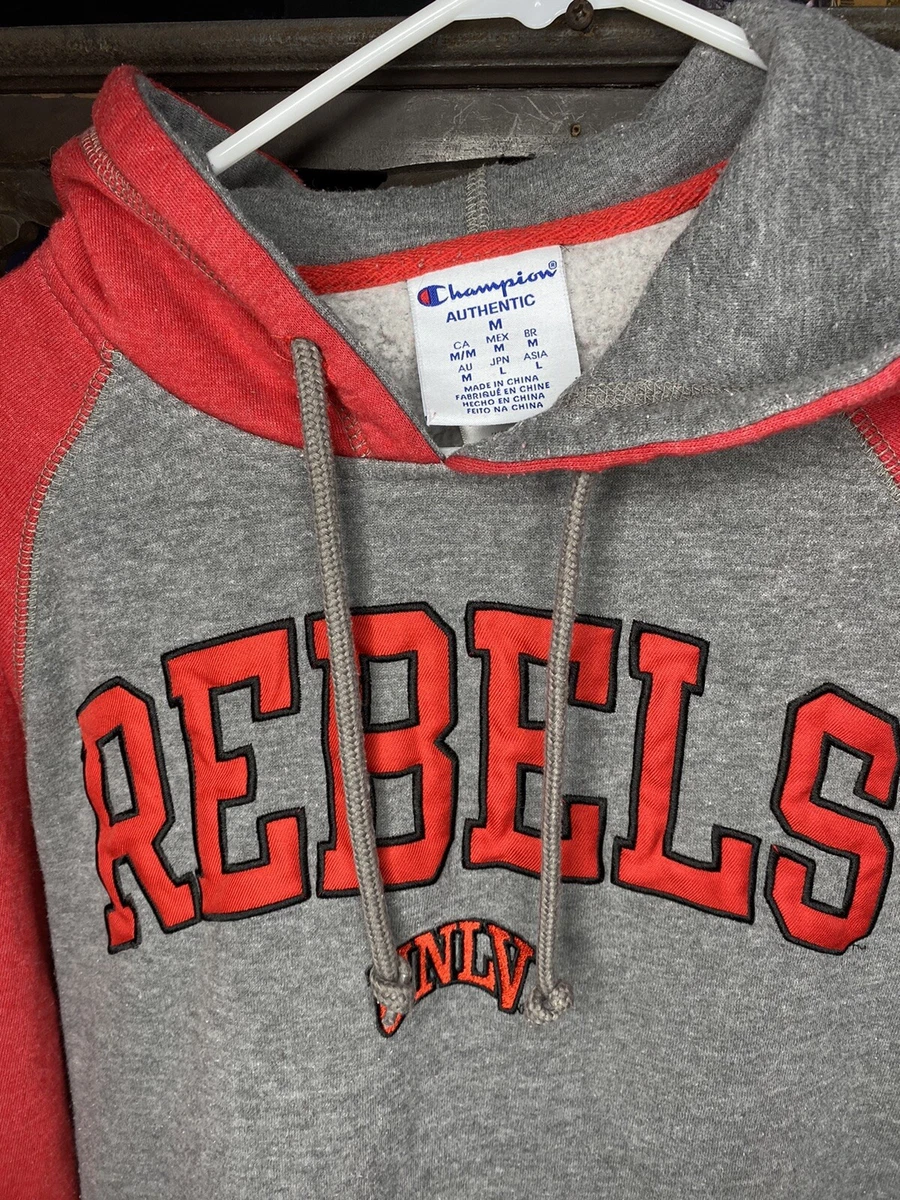 Champion®
AUTHENTIC
M
CA MEX BR
M/M M M
AU JPN ASIA
M L L
MADE IN CHINA
FABRIQUÉ EN CHINE
HECHO EN CHINA
FEITO NA CHINA
REBELS
UNLV